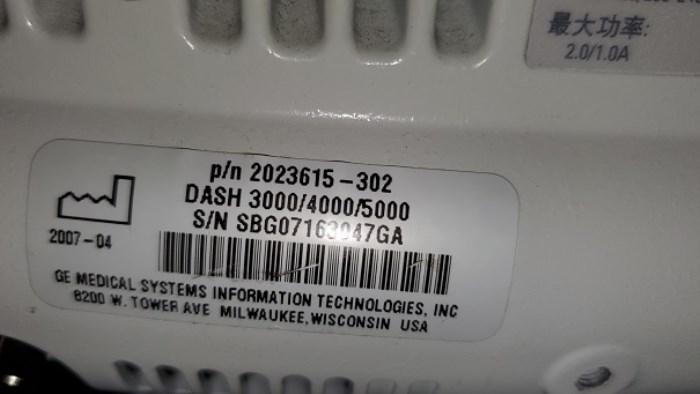 最大功率:
2.0/1.0A
p/n 2023615-302
DASH 3000/4000/5000
S/N
2007-04
GE MEDICAL SYSTEMS INFORMATION TECHNOLOGIES, INC
8200 W. TOWER AVE MILWAUKEE, WISCONSIN USA